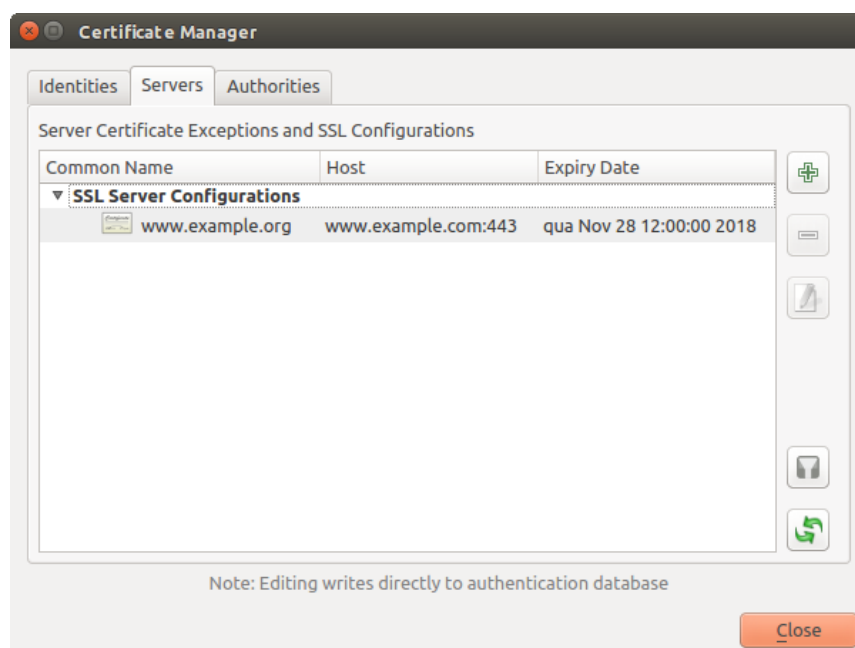 Certificate Manager
Identities Servers Authorities
Server Certificate Exceptions and SSL Configurations
Common Name Host Expiry Date
SSL Server Configurations
www.example.org www.example.com:443 qua Nov 28 12:00:00 2018
Note: Editing writes directly to authentication database
Close